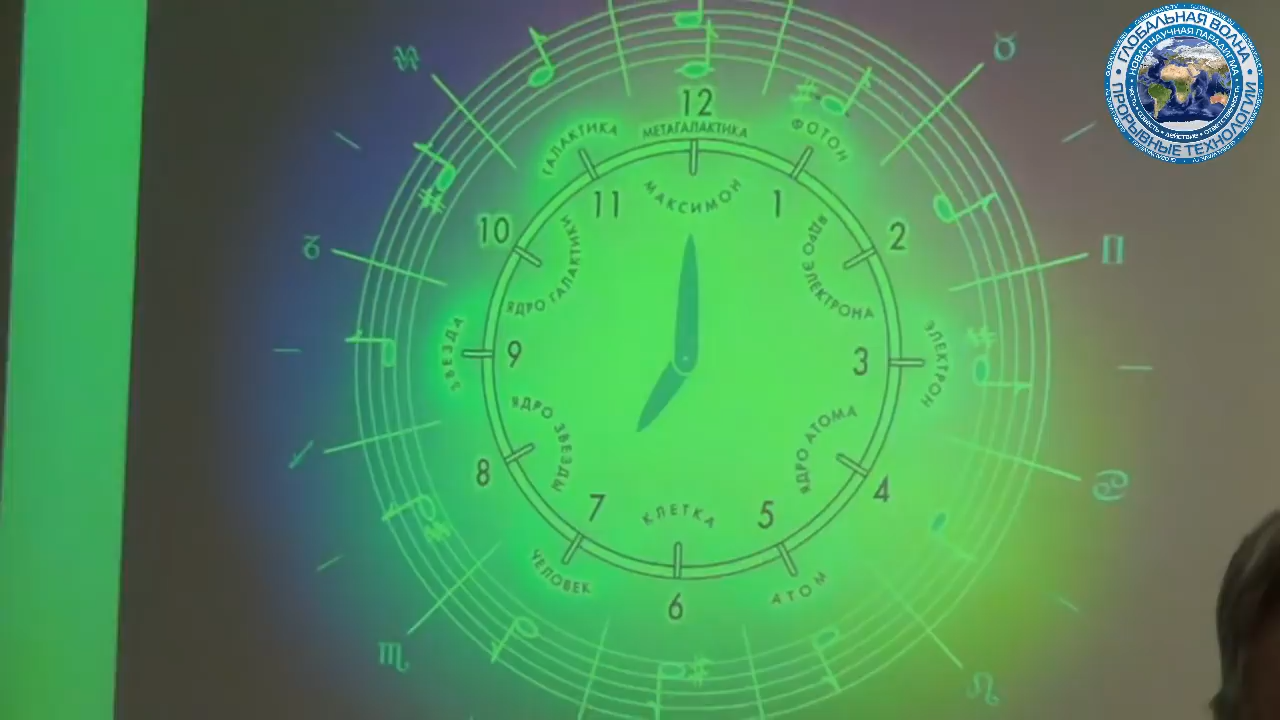 ГЛОБАЛЬНАЯ ВОЛНА
НОВАЯ НАУЧНАЯ ПАРАДИГМА
ПРОРЫВНЫЕ ТЕХНОЛОГИИ
12
МЕТАГАЛАКТИКА
ГАЛАКТИКА
ФОТОН
МАКСИМОН
11
1
10
2
ЯДРО ГАЛАКТИКИ
ЯДРО ЭЛЕКТРОНА
ЗВЕЗДА
9
3
ЭЛЕКТРОН
ЯДРО ЗВЕЗДЫ
ЯДРО АТОМА
8
4
7
КЛЕТКА
5
ЧЕЛОВЕК
АТОМ
6